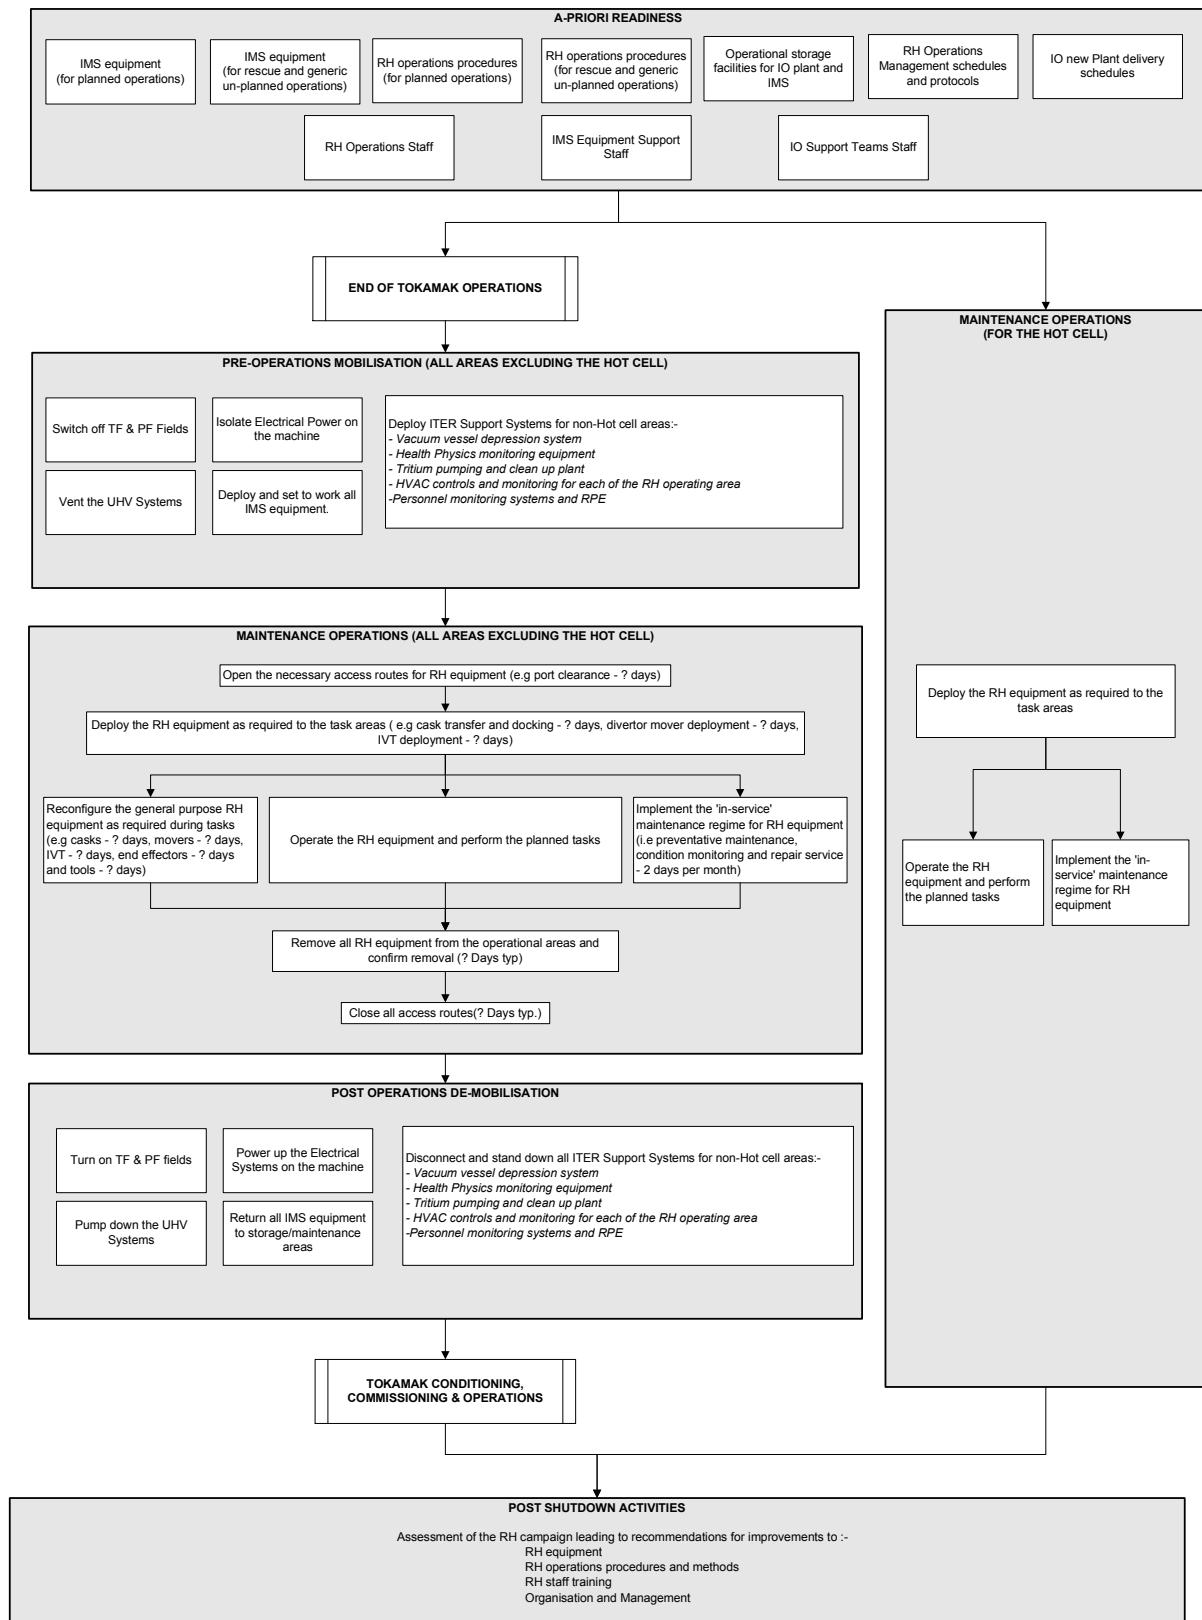 A-PRIORI READINESS
IMS equipment
(for planned operations)
IMS equipment
(for rescue and generic
un-planned operations)
RH operations procedures
(for planned operations)
RH operations procedures
(for rescue and generic
un-planned operations)
Operational storage
facilities for IO plant and
IMS
RH Operations
Management schedules
and protocols
IO new Plant delivery
schedules
RH Operations Staff
IMS Equipment Support
Staff
IO Support Teams Staff
END OF TOKAMAK OPERATIONS
MAINTENANCE OPERATIONS
(FOR THE HOT CELL)
PRE-OPERATIONS MOBILISATION (ALL AREAS EXCLUDING THE HOT CELL)
Switch off TF & PF Fields
Isolate Electrical Power on
the machine
Vent the UHV Systems
Deploy and set to work all
IMS equipment.
Deploy ITER Support Systems for non-Hot cell areas:-
- Vacuum vessel depression system
- Health Physics monitoring equipment
- Tritium pumping and clean up plant
- HVAC controls and monitoring for each of the RH operating area
-Personnel monitoring systems and RPE
MAINTENANCE OPERATIONS (ALL AREAS EXCLUDING THE HOT CELL)
Open the necessary access routes for RH equipment (e.g port clearance - ? days)
Deploy the RH equipment as required to the task areas ( e.g cask transfer and docking - ? days, divertor mover deployment - ? days,
IVT deployment - ? days)
Reconfigure the general purpose RH
equipment as required during tasks
(e.g casks - ? days, movers - ? days,
IVT - ? days, end effectors - ? days
and tools - ? days)
Operate the RH equipment and perform the planned tasks
Implement the 'in-service'
maintenance regime for RH equipment
(i.e preventative maintenance,
condition monitoring and repair service
- 2 days per month)
Remove all RH equipment from the operational areas and
confirm removal (? Days typ)
Close all access routes(? Days typ.)
Deploy the RH equipment as required to the
task areas
Operate the RH
equipment and perform
the planned tasks
Implement the 'in-
service' maintenance
regime for RH
equipment
POST OPERATIONS DE-MOBILISATION
Turn on TF & PF fields
Power up the Electrical
Systems on the machine
Pump down the UHV
Systems
Return all IMS equipment
to storage/maintenance
areas
Disconnect and stand down all ITER Support Systems for non-Hot cell areas:-
- Vacuum vessel depression system
- Health Physics monitoring equipment
- Tritium pumping and clean up plant
- HVAC controls and monitoring for each of the RH operating area
-Personnel monitoring systems and RPE
TOKAMAK CONDITIONING,
COMMISSIONING & OPERATIONS
POST SHUTDOWN ACTIVITIES
Assessment of the RH campaign leading to recommendations for improvements to :-
RH equipment
RH operations procedures and methods
RH staff training
Organisation and Management